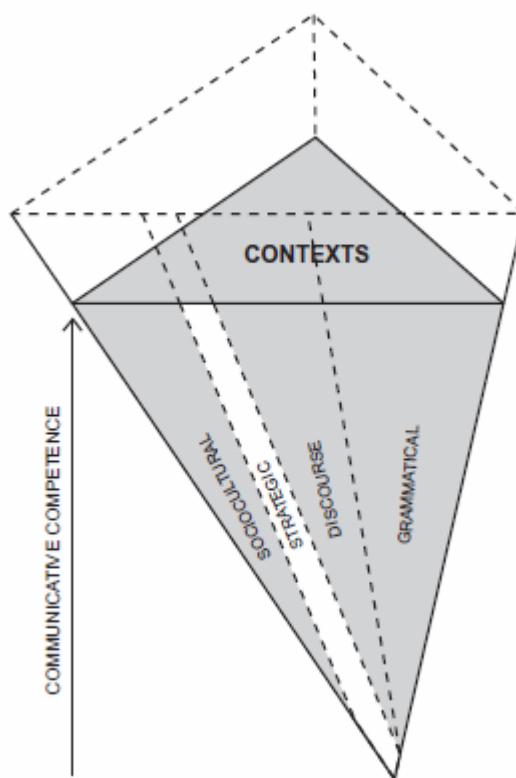 CONTEXTS
COMMUNICATIVE COMPETENCE
SOCIOCULTURAL
STRATEGIC
DISCOURSE
GRAMMATICAL